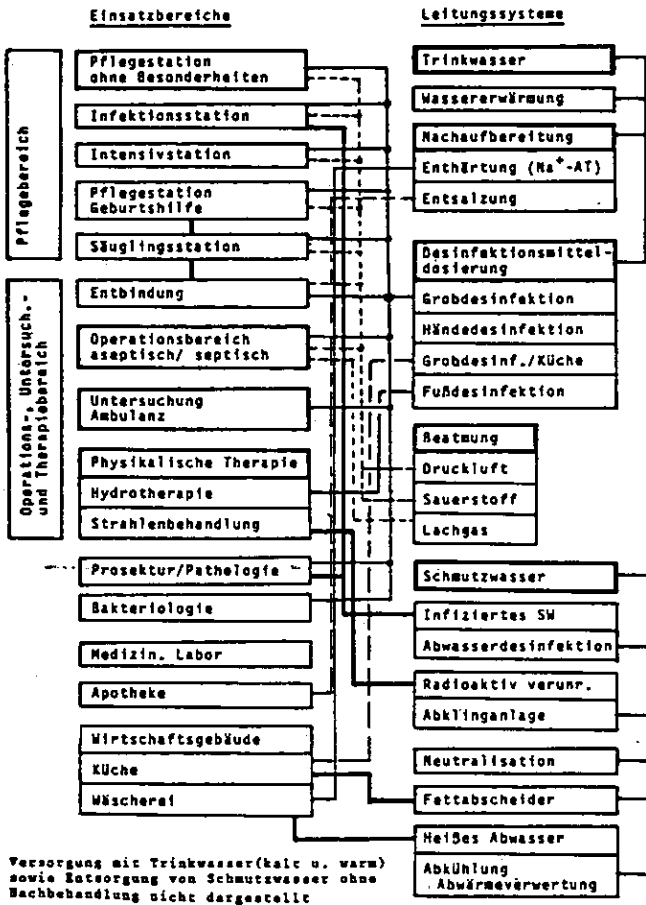 Einsatzbereiche
Pflegebereich
Pflegestation
ohne Besonderheiten
Infektionsstation
Intensivstation
Pflegestation
Geburtshilfe
Säuglingsstation
Operations-, Untersuch.-
und Therapiebereich
Entbindung
Operationsbereich
aseptisch/ septisch
Untersuchung
Ambulanz
Physikalische Therapie
Hydrotherapie
Strahlenbehandlung
Prosektur/Pathologie
Bakteriologie
Medizin. Labor
Apotheke
Wirtschaftsgebäude
Küche
Wäscherei
Leitungssysteme
Trinkwasser
Wassererwärmung
Nachaufbereitung
Enthärtung (Na⁺-AT)
Entsalzung
Desinfektionsmittel-
dosierung
Grobdesinfektion
Händedesinfektion
Grobdesinf./Küche
Fußdesinfektion
Beatmung
Druckluft
Sauerstoff
Lachgas
Schmutzwasser
Infiziertes SW
Abwasserdesinfektion
Radioaktiv verunr.
Abklinganlage
Neutralisation
Fettabscheider
Heißes Abwasser
Abkühlung
Abwärmeverwertung
Versorgung mit Trinkwasser(kalt u. warm)
sowie Entsorgung von Schmutzwasser ohne
Nachbehandlung nicht dargestellt